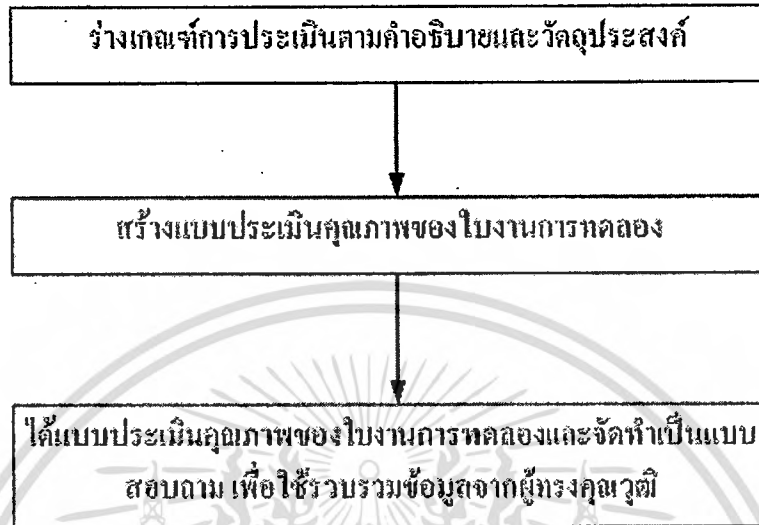 ร่างเกณฑ์การประเมินตามคำอธิบายและวัตถุประสงค์
สร้างแบบประเมินคุณภาพของใบงานการทดลอง
ได้แบบประเมินคุณภาพของใบงานการทดลองและจัดทำเป็นแบบ
สอบถาม เพื่อใช้รวบรวมข้อมูลจากผู้ทรงคุณวุฒิ